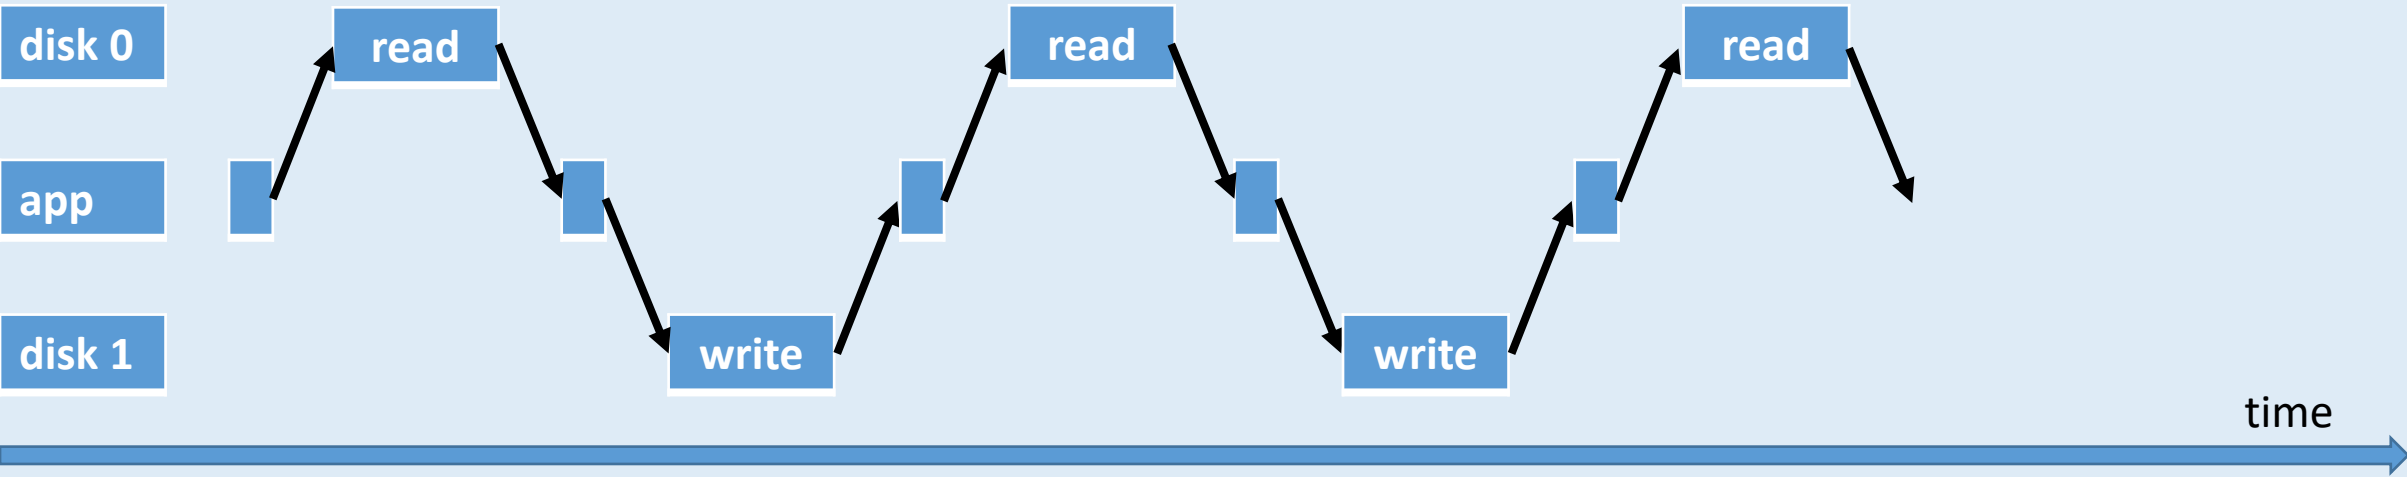 disk 0 read read read
app
disk 1 write write
time